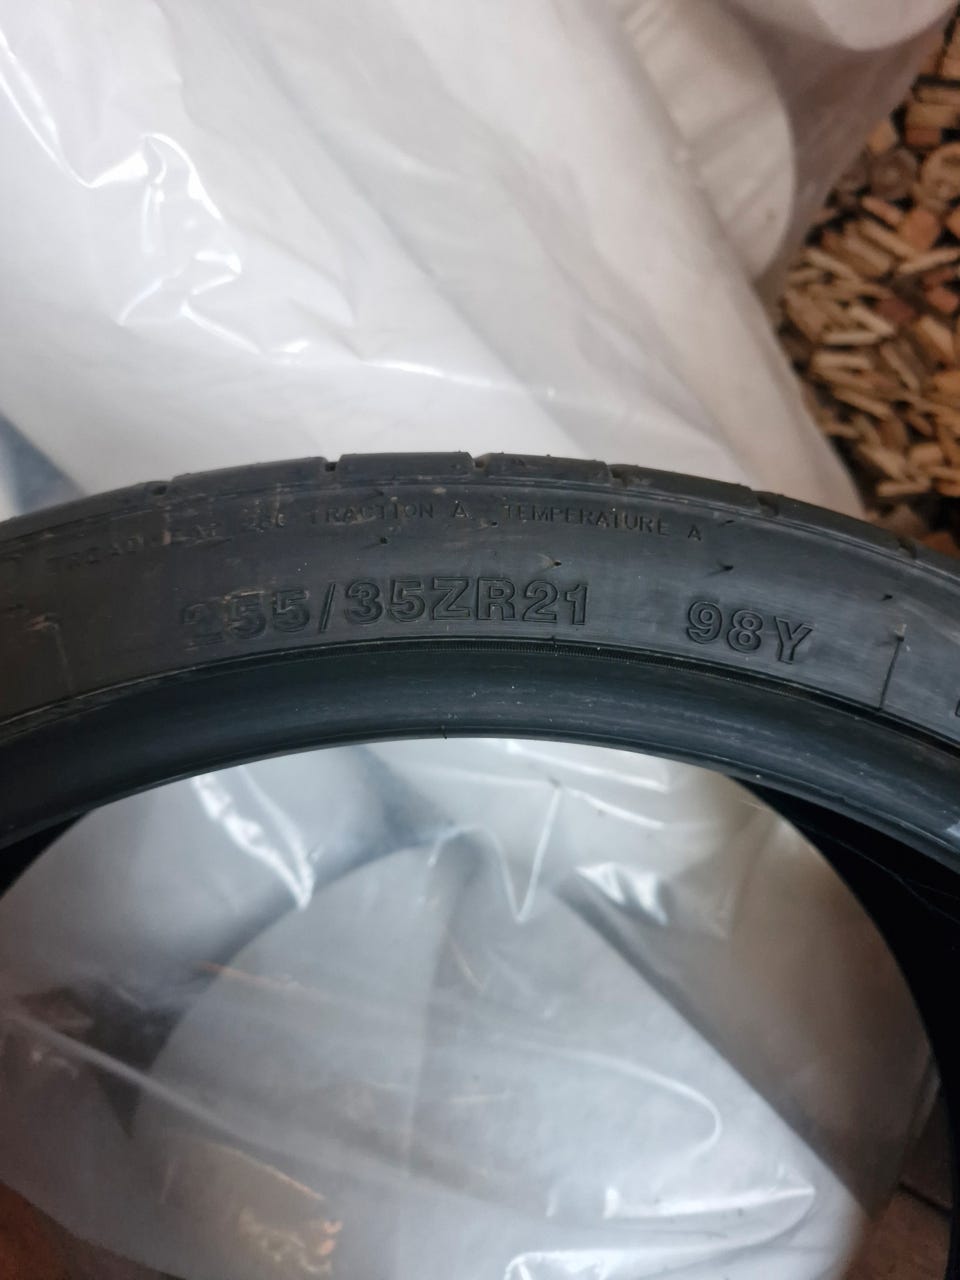 TRACTION A TEMPERATURE A
255/35ZR21 98Y